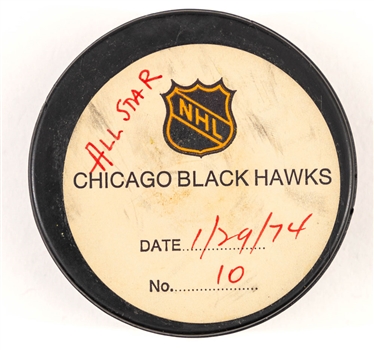 ALL STAR
NHL
CHICAGO BLACK HAWKS
DATE 1/29/74
No. 10